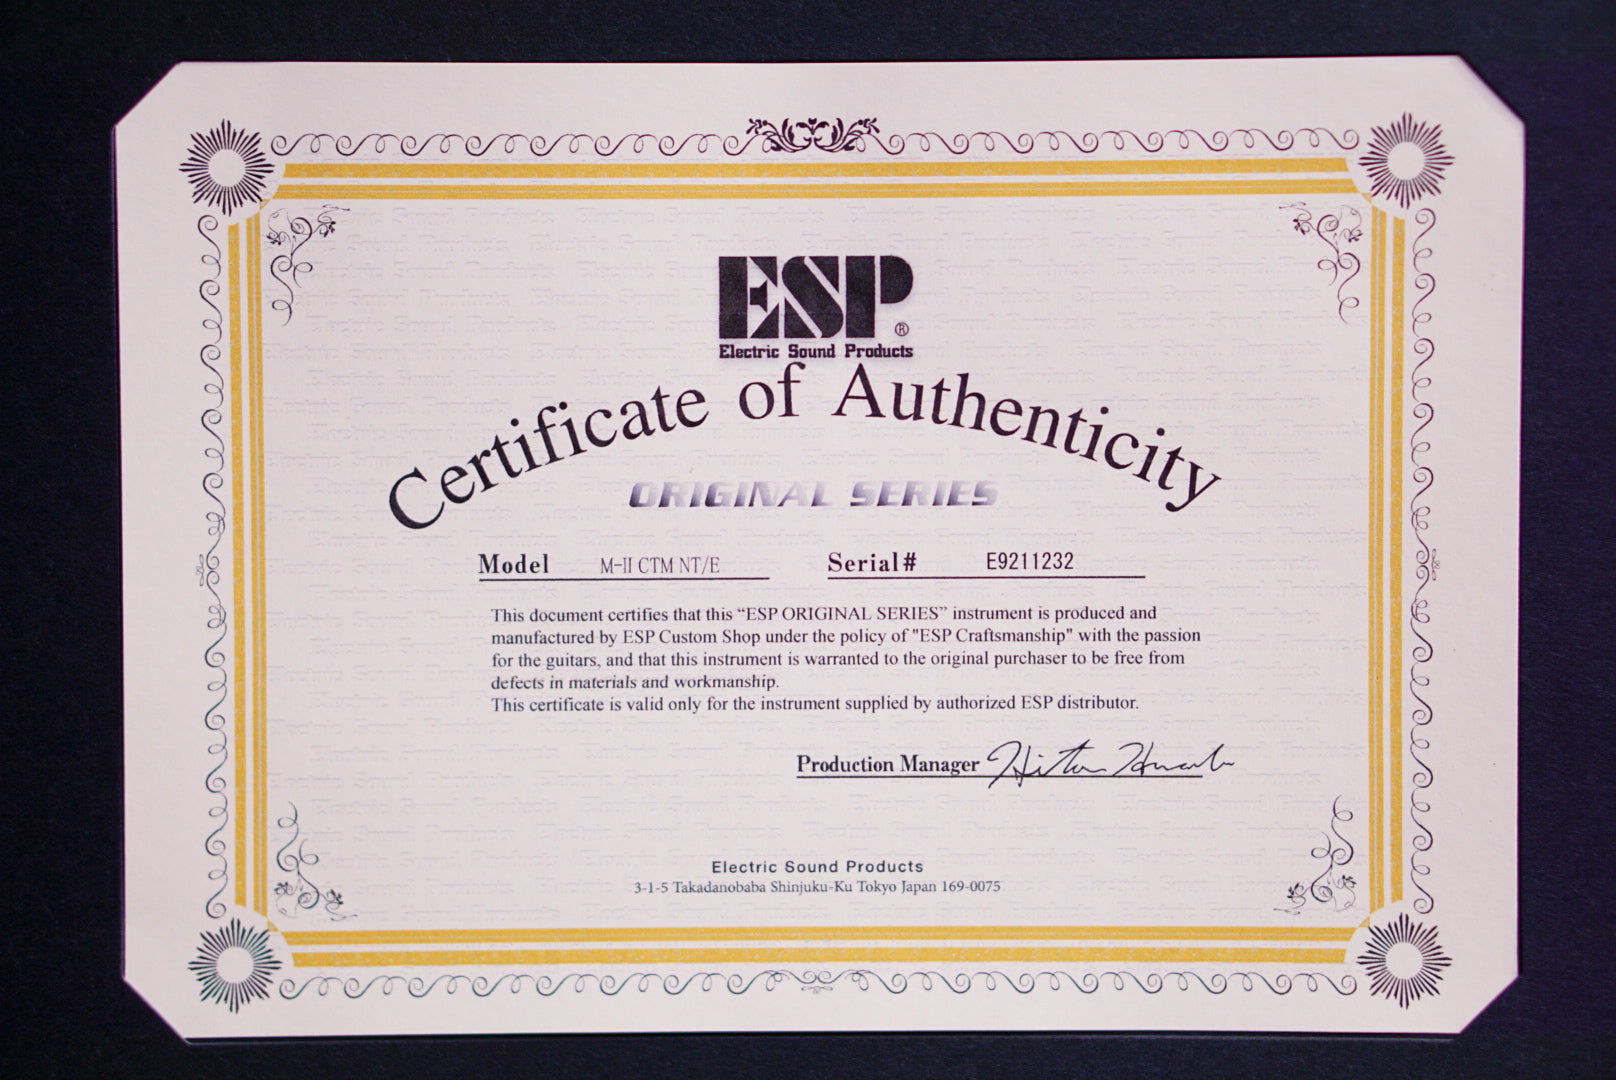 ESP®
Electric Sound Products
Certificate of Authenticity
ORIGINAL SERIES
Model M-II CTM NT/E Serial# E9211232
This document certifies that this “ESP ORIGINAL SERIES” instrument is produced and
manufactured by ESP Custom Shop under the policy of "ESP Craftsmanship" with the passion
for the guitars, and that this instrument is warranted to the original purchaser to be free from
defects in materials and workmanship.
This certificate is valid only for the instrument supplied by authorized ESP distributor.
Production Manager
Electric Sound Products
3-1-5 Takadanobaba Shinjuku-Ku Tokyo Japan 169-0075